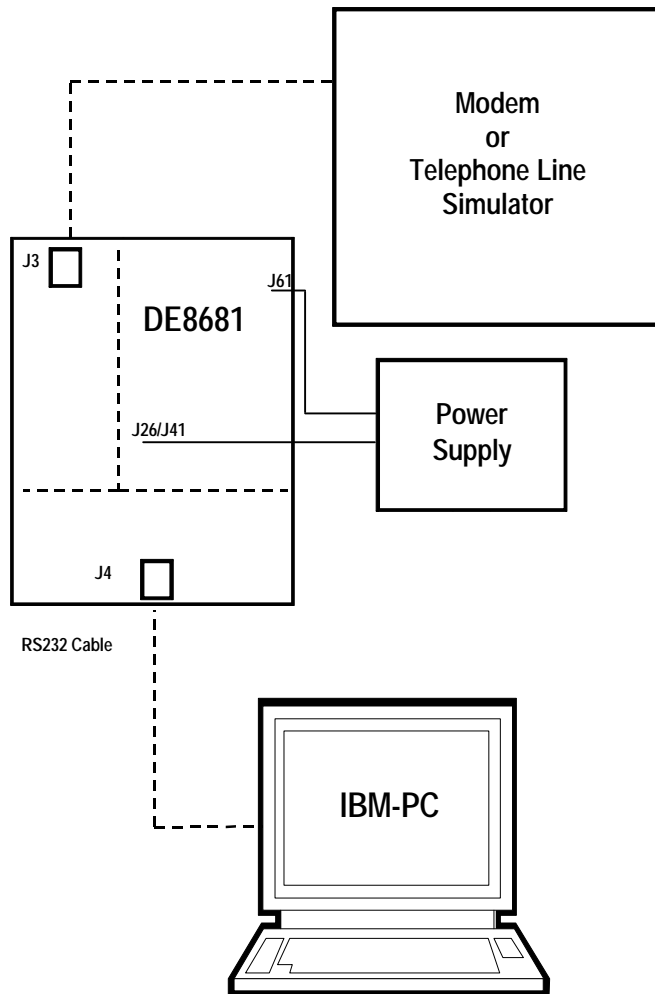 Modem
or
Telephone Line
Simulator
J3
J61
DE8681
J26/J41
Power
Supply
J4
RS232 Cable
IBM-PC